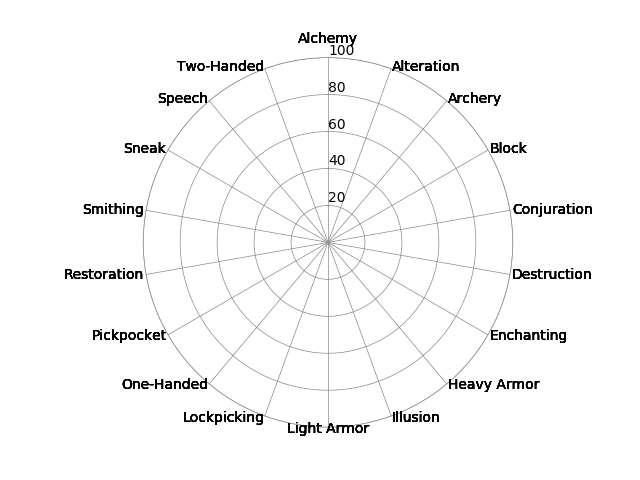 Alchemy
100
Two-Handed
Alteration
80
Speech
Archery
60
Sneak
Block
40
20
Smithing
Conjuration
Restoration
Destruction
Pickpocket
Enchanting
One-Handed
Heavy Armor
Lockpicking
Illusion
Light Armor